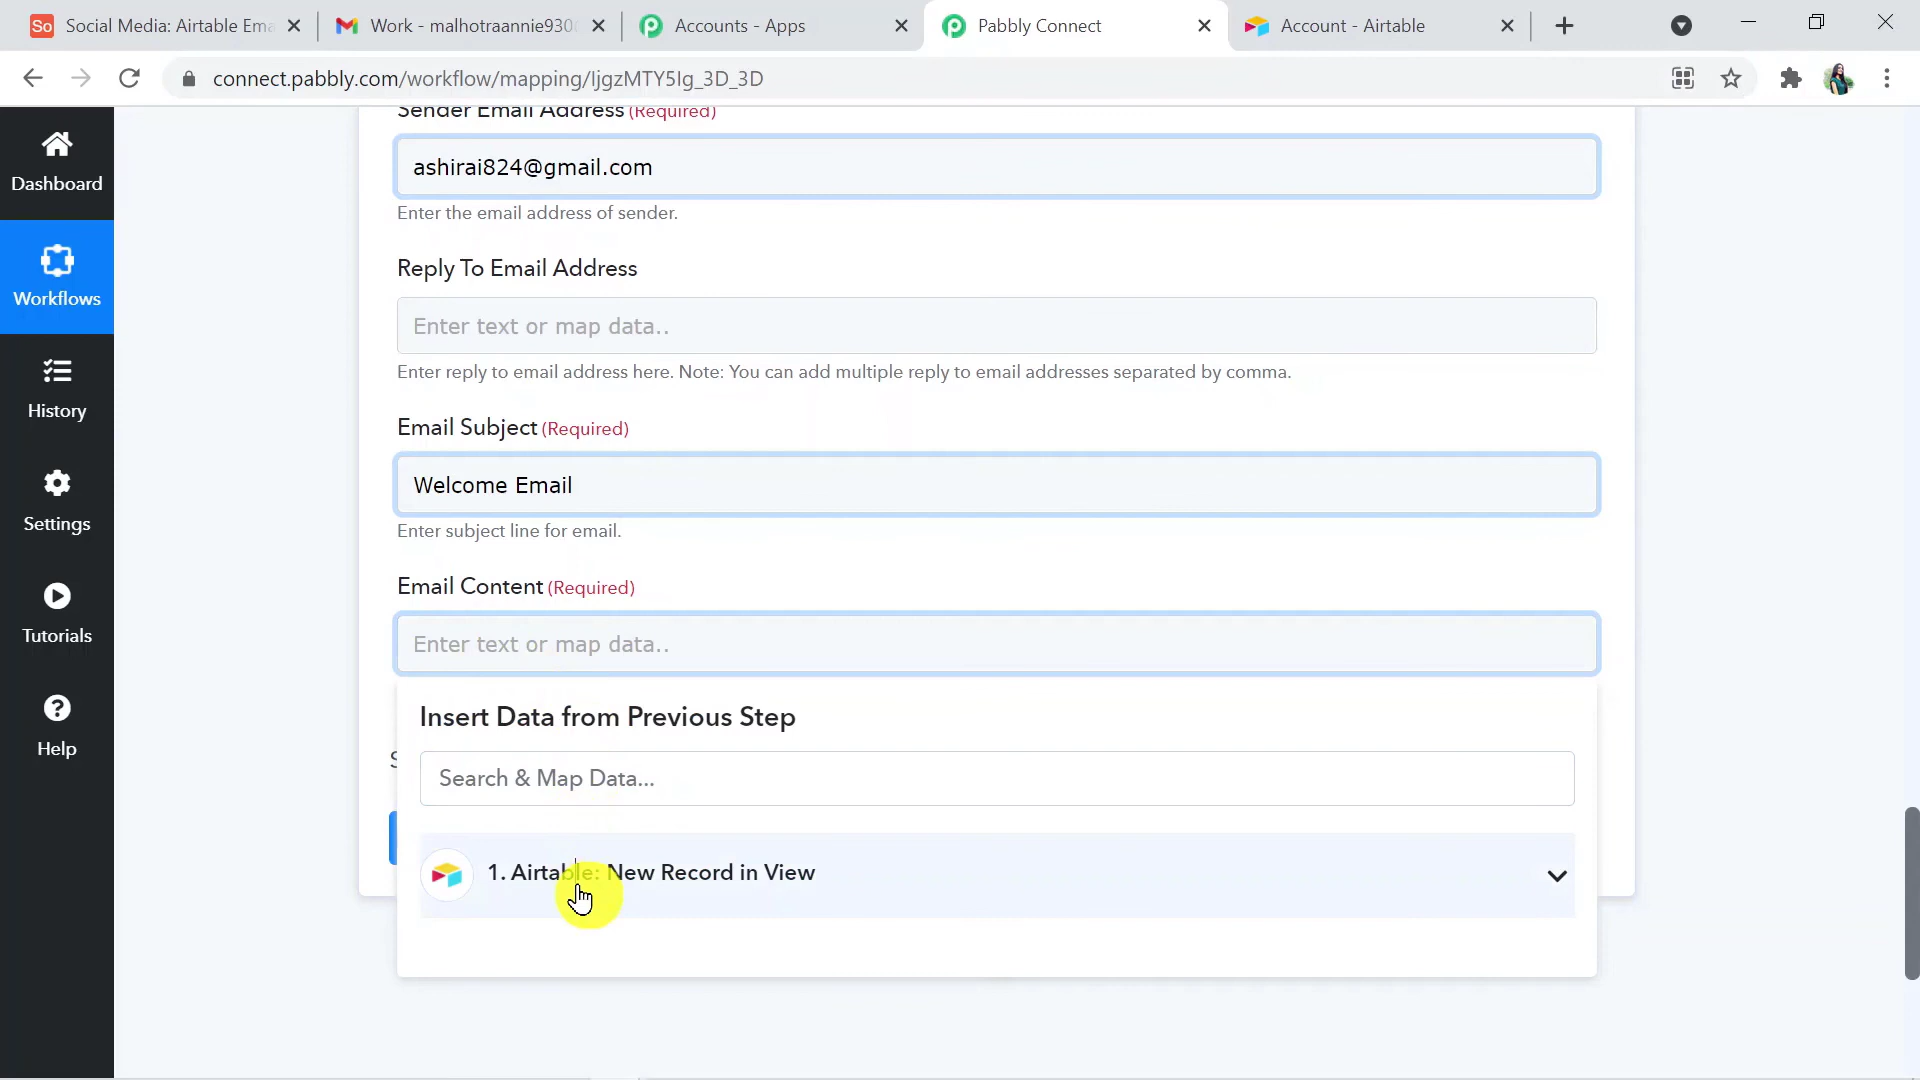 So Social Media: Airtable Ema
Work - malhotraannie930
Accounts - Apps
Pabbly Connect
Account - Airtable
connect.pabbly.com/workflow/mapping/IjgzMTY5Ig_3D_3D
Dashboard
Workflows
History
Settings
Tutorials
Help
Sender Email Address (Required)
ashirai824@gmail.com
Enter the email address of sender.
Reply To Email Address
Enter text or map data..
Enter reply to email address here. Note: You can add multiple reply to email addresses separated by comma.
Email Subject (Required)
Welcome Email
Enter subject line for email.
Email Content (Required)
Enter text or map data..
Insert Data from Previous Step
Search & Map Data...
1. Airtable: New Record in View